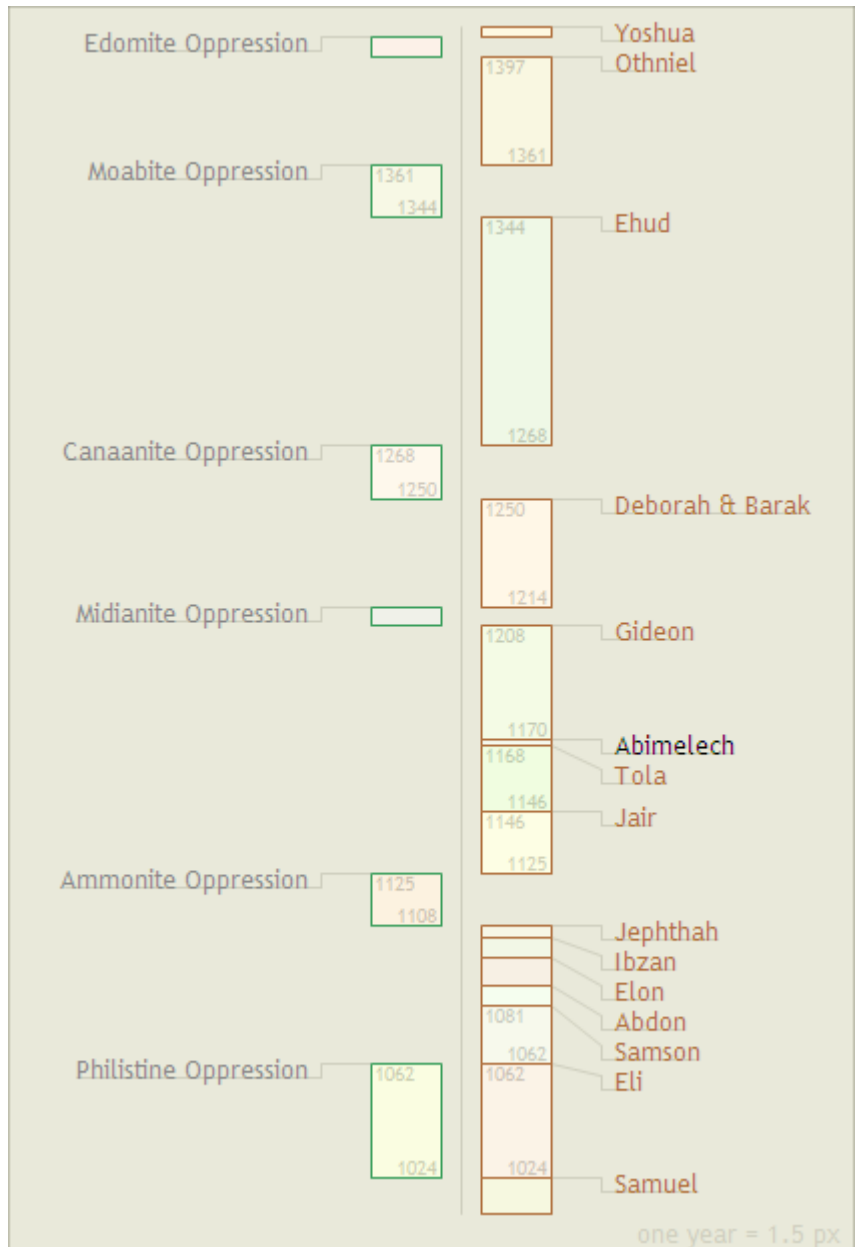 Yoshua
Edomite Oppression
1397
Othniel
1361
Moabite Oppression
1361
1344
1344
Ehud
1268
Canaanite Oppression
1268
1250
1250
Deborah & Barak
1214
Midianite Oppression
1208
Gideon
1170
Abimelech
1168
Tola
1146
1146
Jair
1125
Ammonite Oppression
1125
1108
Jephthah
Ibzan
Elon
Abdon
1081
Samson
1062
Philistine Oppression
1062
1062
Eli
1024
1024
Samuel
one year = 1.5 px